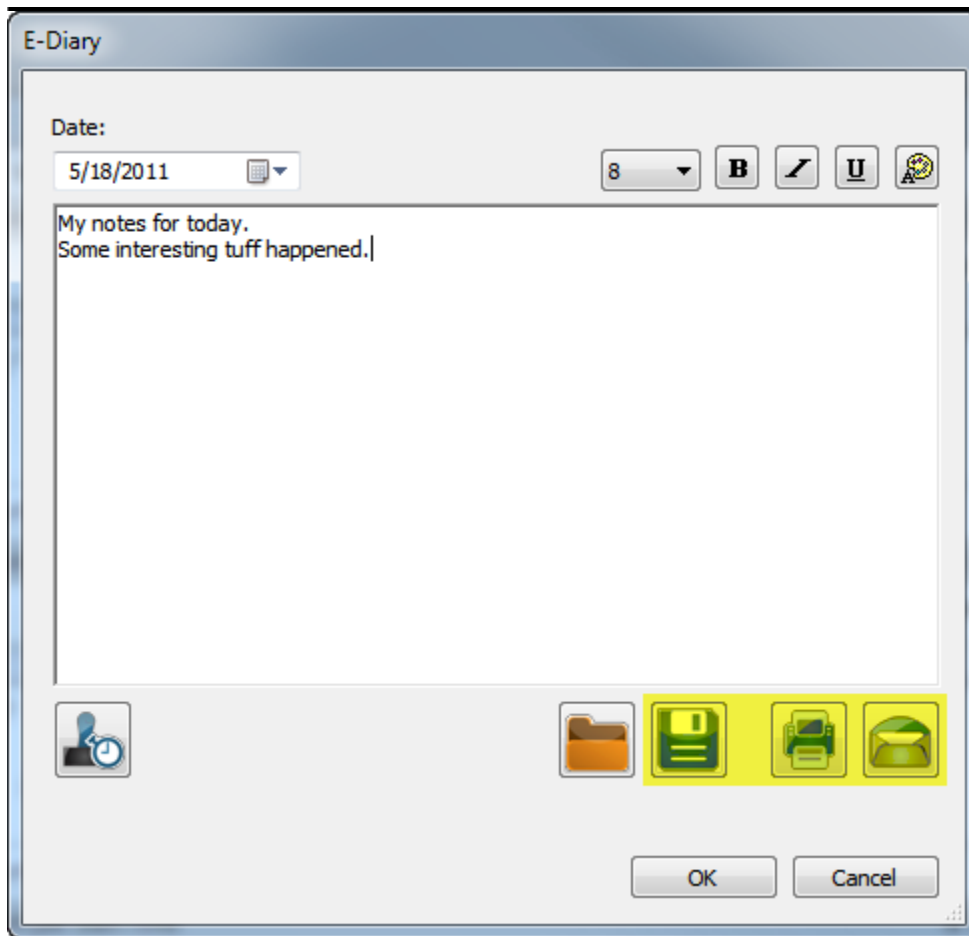 E-Diary
Date:
5/18/2011
8 B I U A
My notes for today.
Some interesting tuff happened.
OK Cancel